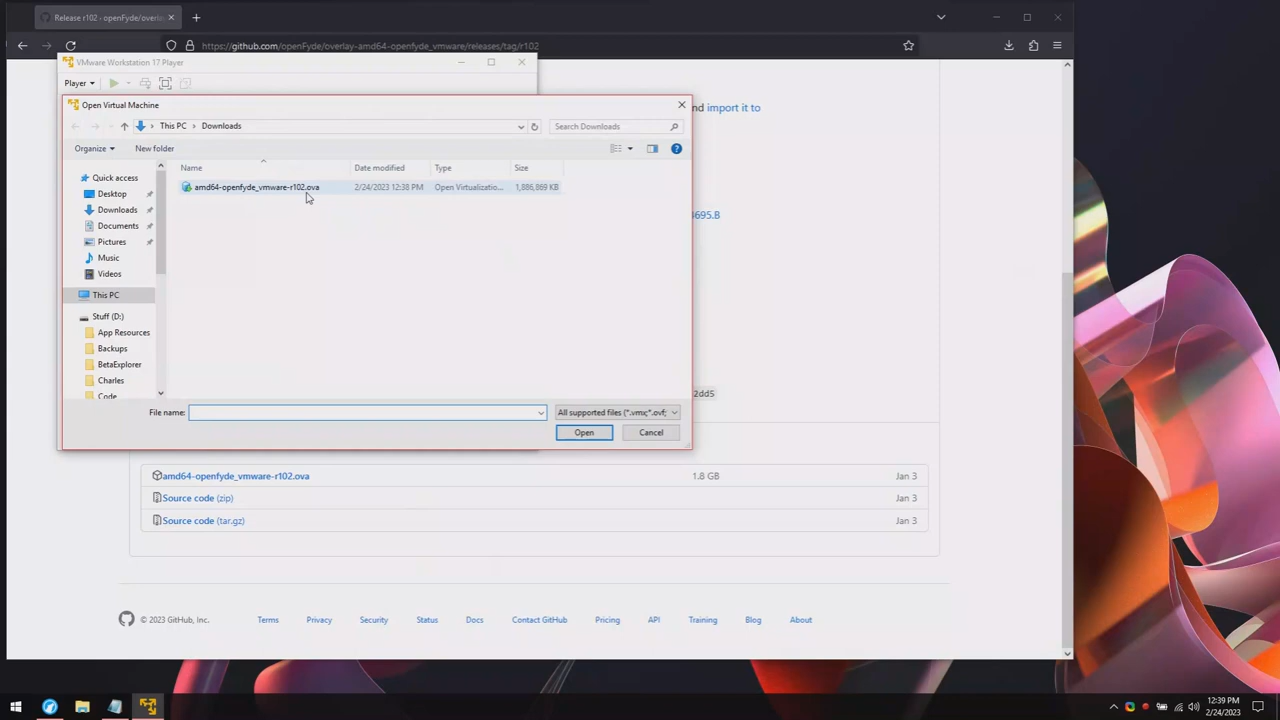 Release r102 - openFyde/overlay
https://github.com/openFyde/overlay-amd64-openfyde_vmware/releases/tag/r102
VMware Workstation 17 Player
Player
Open Virtual Machine
nd import it to
This PC
Downloads
Search Downloads
Organize
New folder
Name
Date modified
Type
Size
Quick access
amd64-openfyde_vmware-r102.ova
2/24/2023 12:38 PM
Open Virtualizatio...
1,886,869 KB
Desktop
Downloads
695.B
Documents
Pictures
Music
Videos
This PC
Stuff (D:)
App Resources
Backups
BetaExplorer
Charles
Code
2dd5
File name:
All supported files (*.vmx;*.ovf;
Open
Cancel
amd64-openfyde_vmware-r102.ova
1.8 GB
Jan 3
Source code (zip)
Jan 3
Source code (tar.gz)
Jan 3
© 2023 GitHub, Inc.
Terms
Privacy
Security
Status
Docs
Contact GitHub
Pricing
API
Training
Blog
About
12:39 PM
2/24/2023